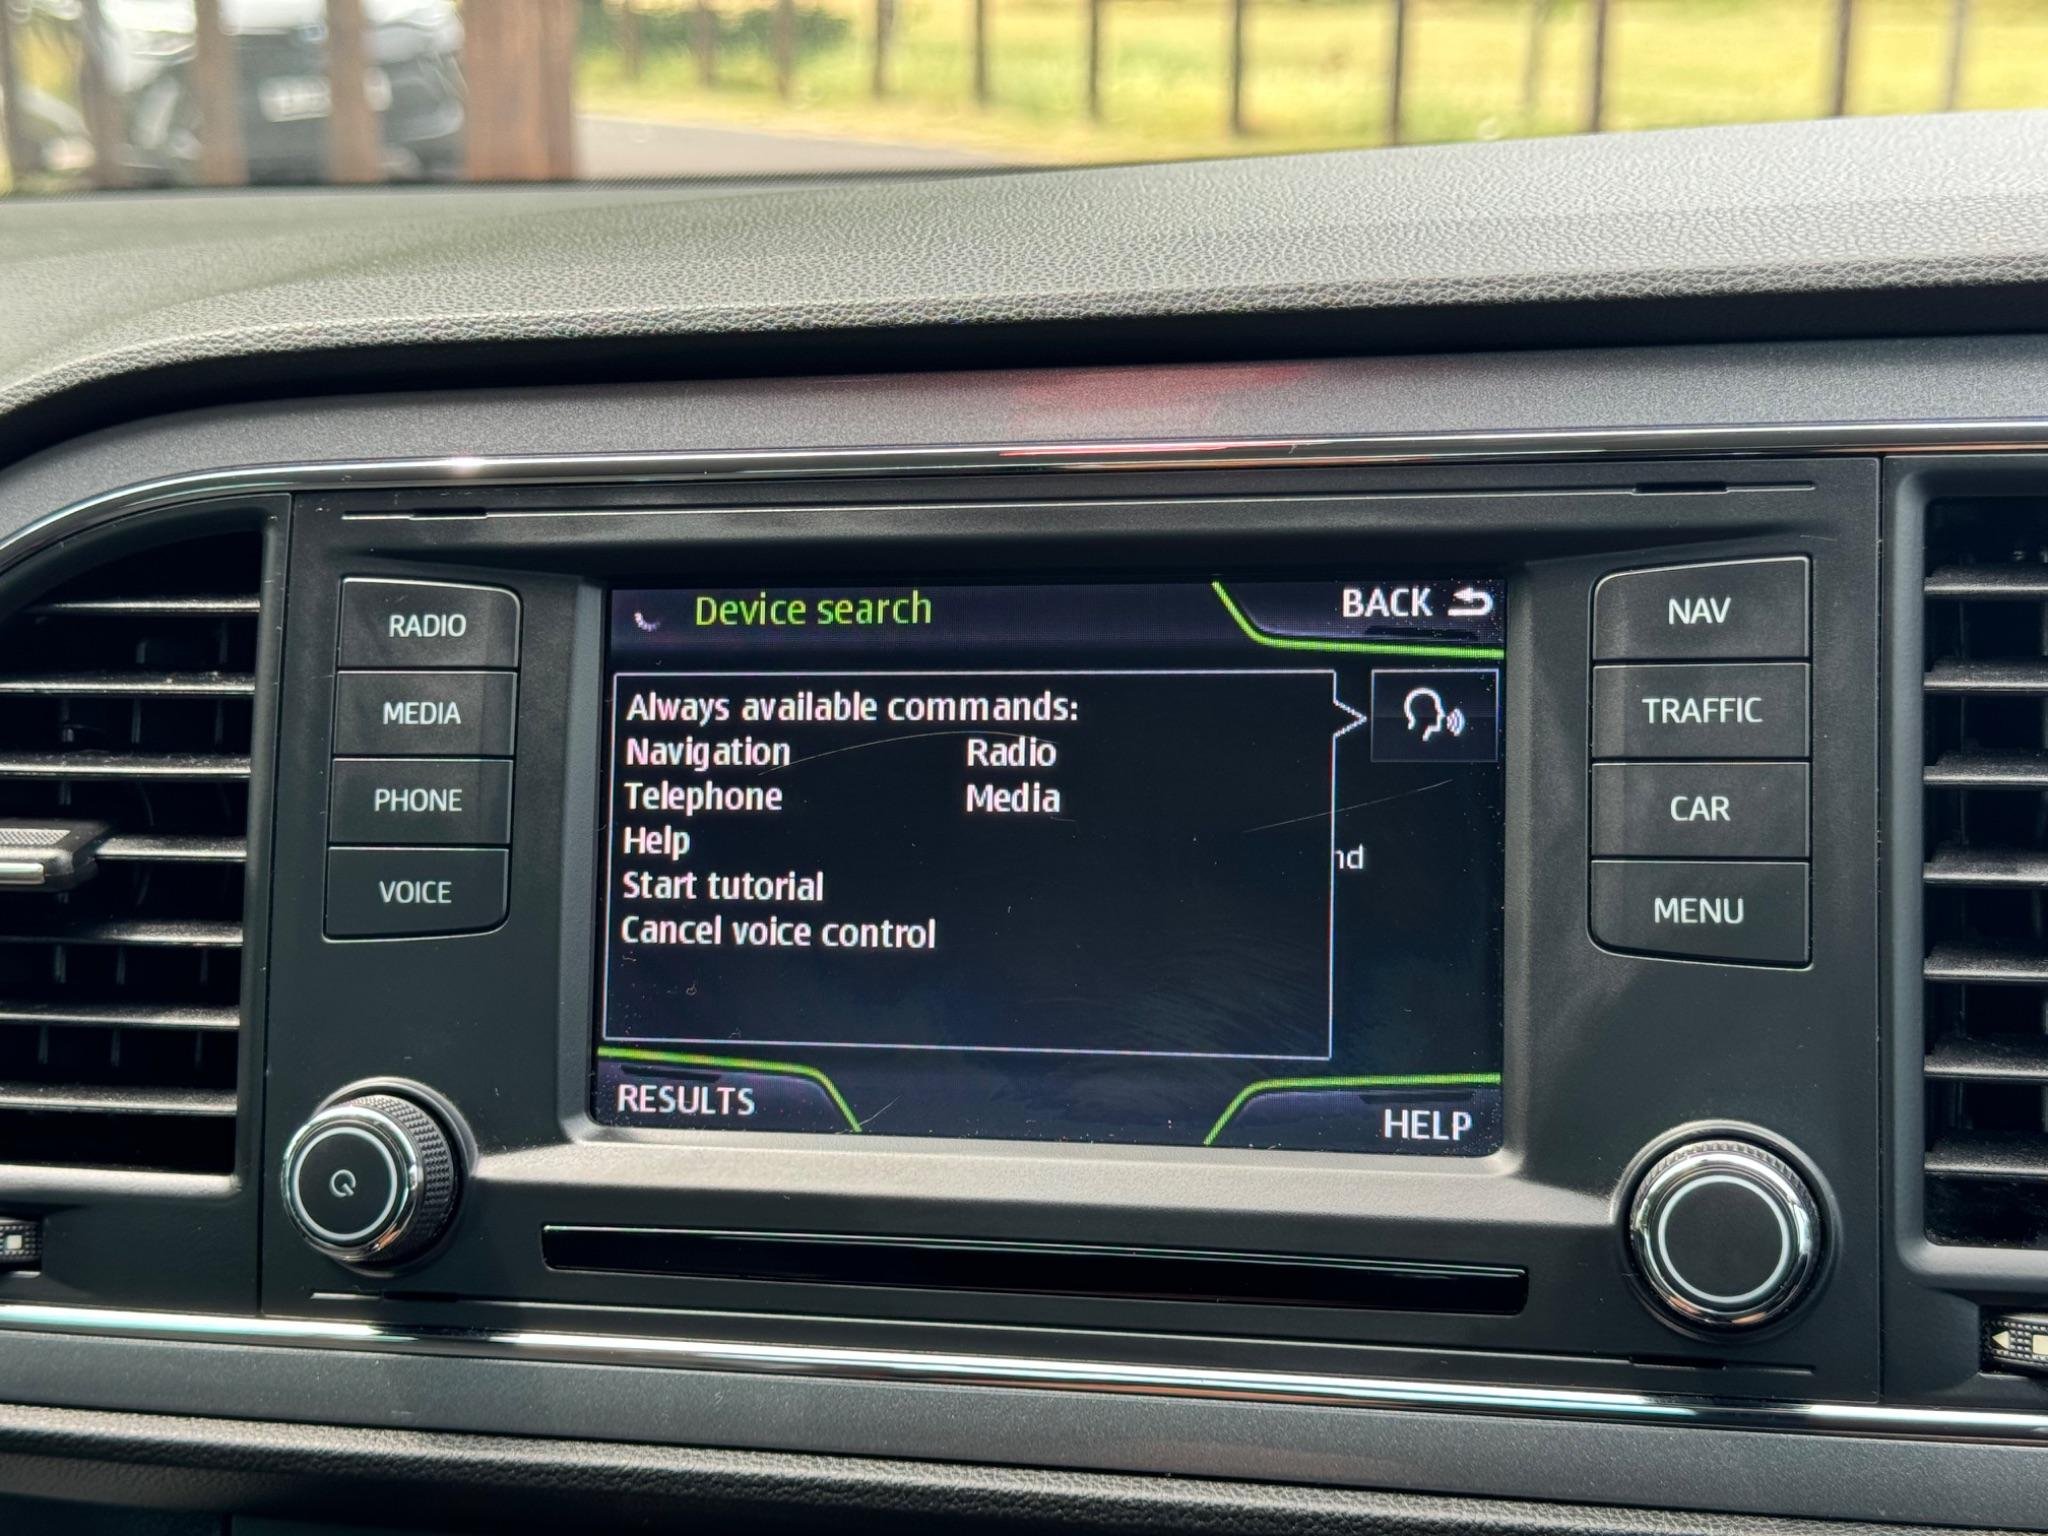 RADIO
MEDIA
PHONE
VOICE
Device search
BACK
Always available commands:
Navigation Radio
Telephone Media
Help
Start tutorial
Cancel voice control
nd
RESULTS
HELP
NAV
TRAFFIC
CAR
MENU